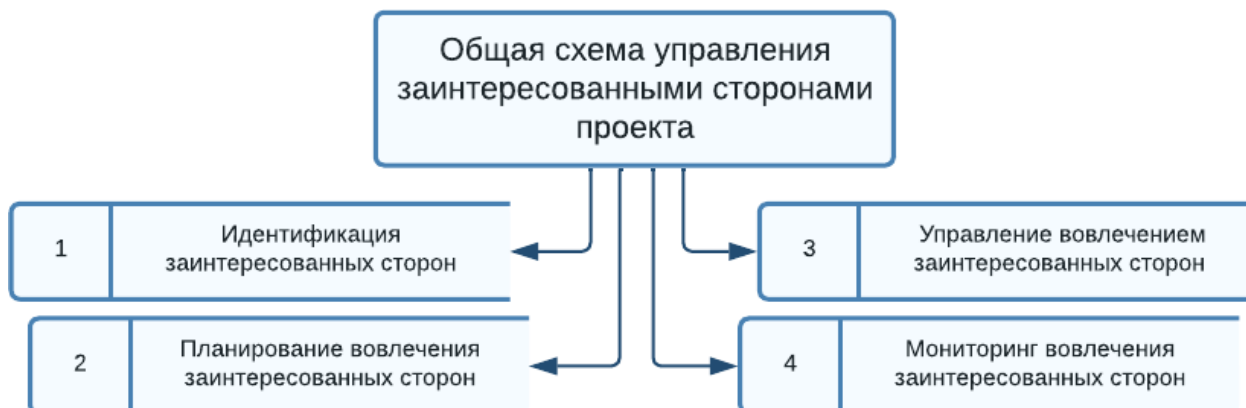 Общая схема управления
заинтересованными сторонами
проекта
1
Идентификация
заинтересованных сторон
2
Планирование вовлечения
заинтересованных сторон
3
Управление вовлечением
заинтересованных сторон
4
Мониторинг вовлечения
заинтересованных сторон